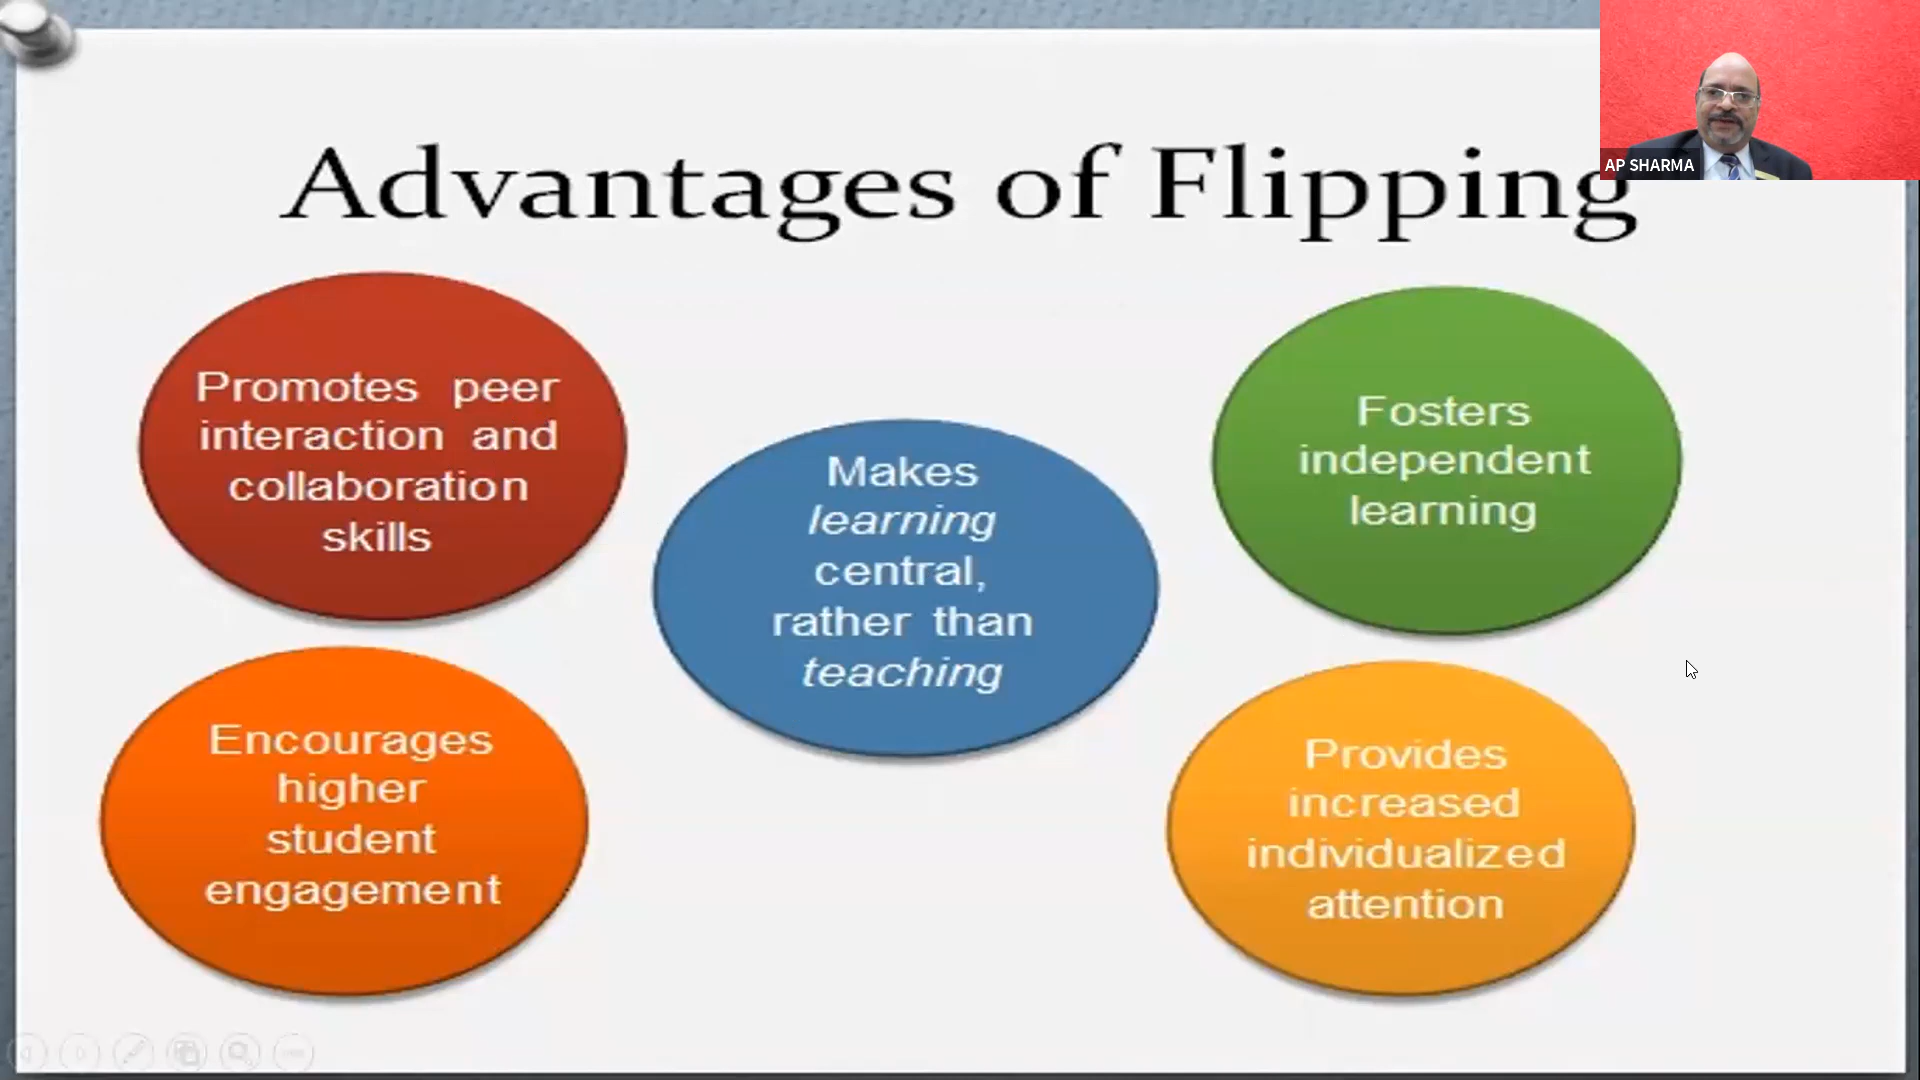 AP SHARMA
Advantages of Flipping
Promotes peer
interaction and
collaboration
skills
Makes
learning
central,
rather than
teaching
Fosters
independent
learning
Encourages
higher
student
engagement
Provides
increased
individualized
attention